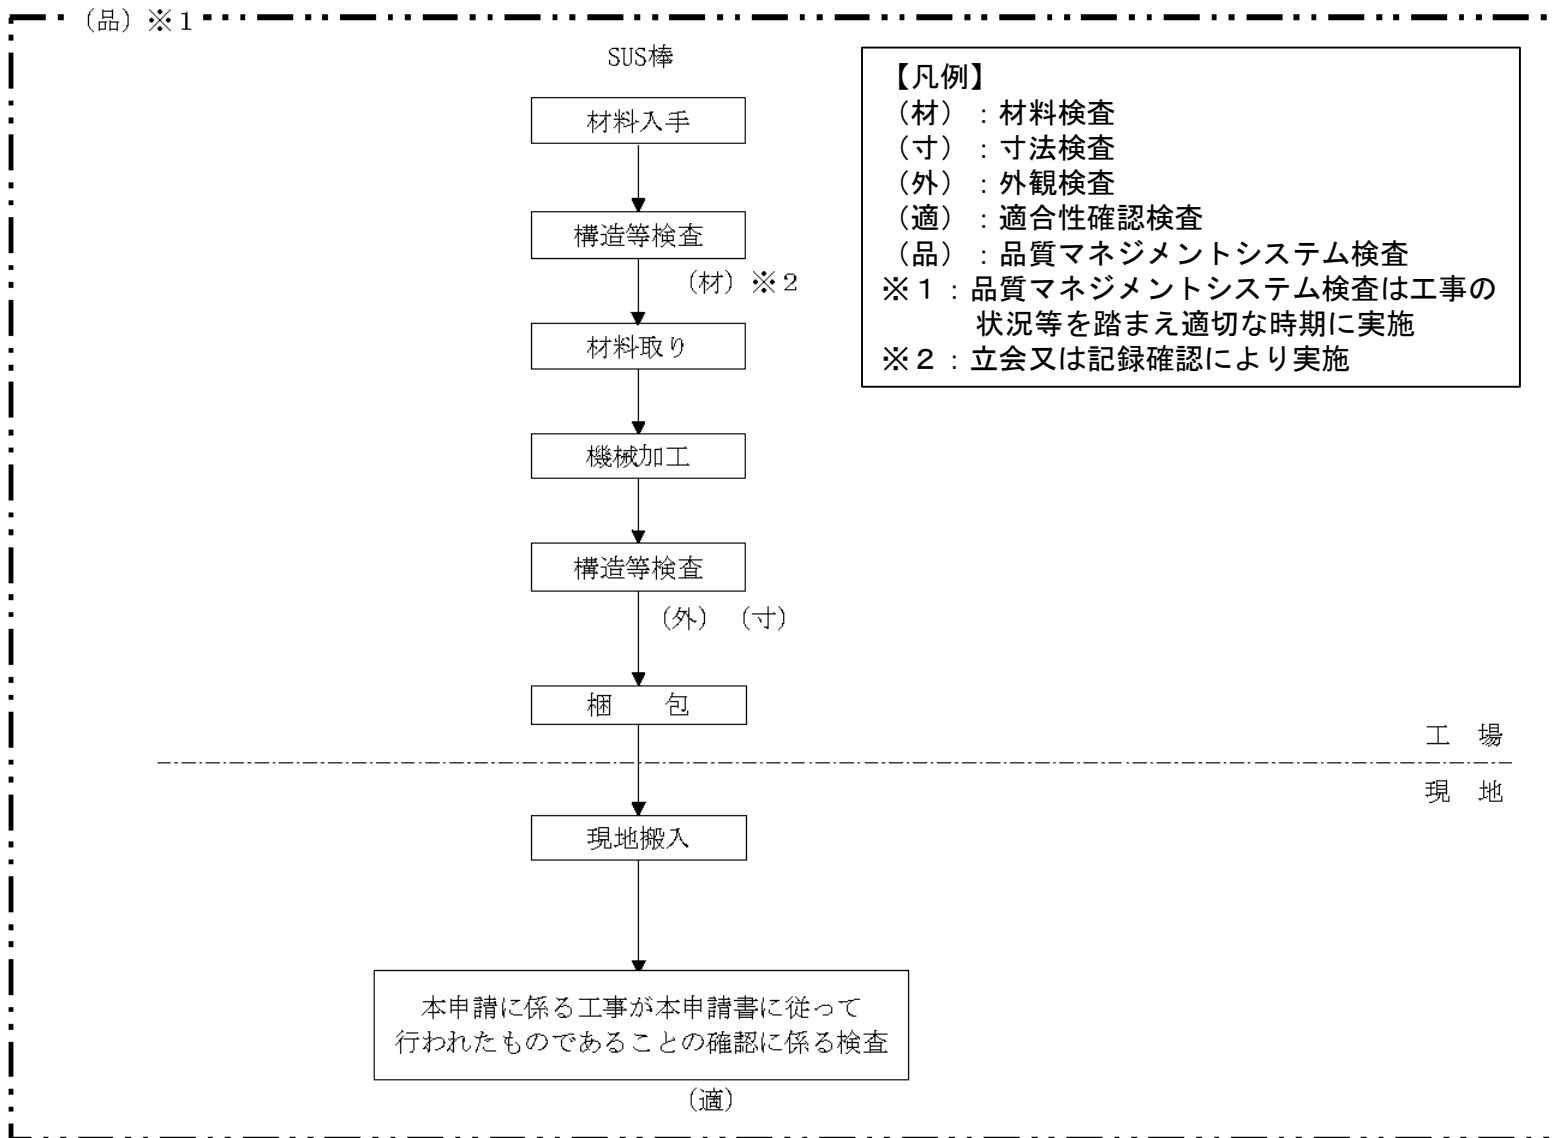 (品) ※1
SUS棒
材料入手
構造等検査
(材) ※2
材料取り
機械加工
構造等検査
(外) (寸)
梱 包
工 場
現 地
現地搬入
本申請に係る工事が本申請書に従って
行われたものであることの確認に係る検査
(適)
【凡例】
(材) :材料検査
(寸) :寸法検査
(外) :外観検査
(適) :適合性確認検査
(品) :品質マネジメントシステム検査
※1:品質マネジメントシステム検査は工事の
状況等を踏まえ適切な時期に実施
※2:立会又は記録確認により実施